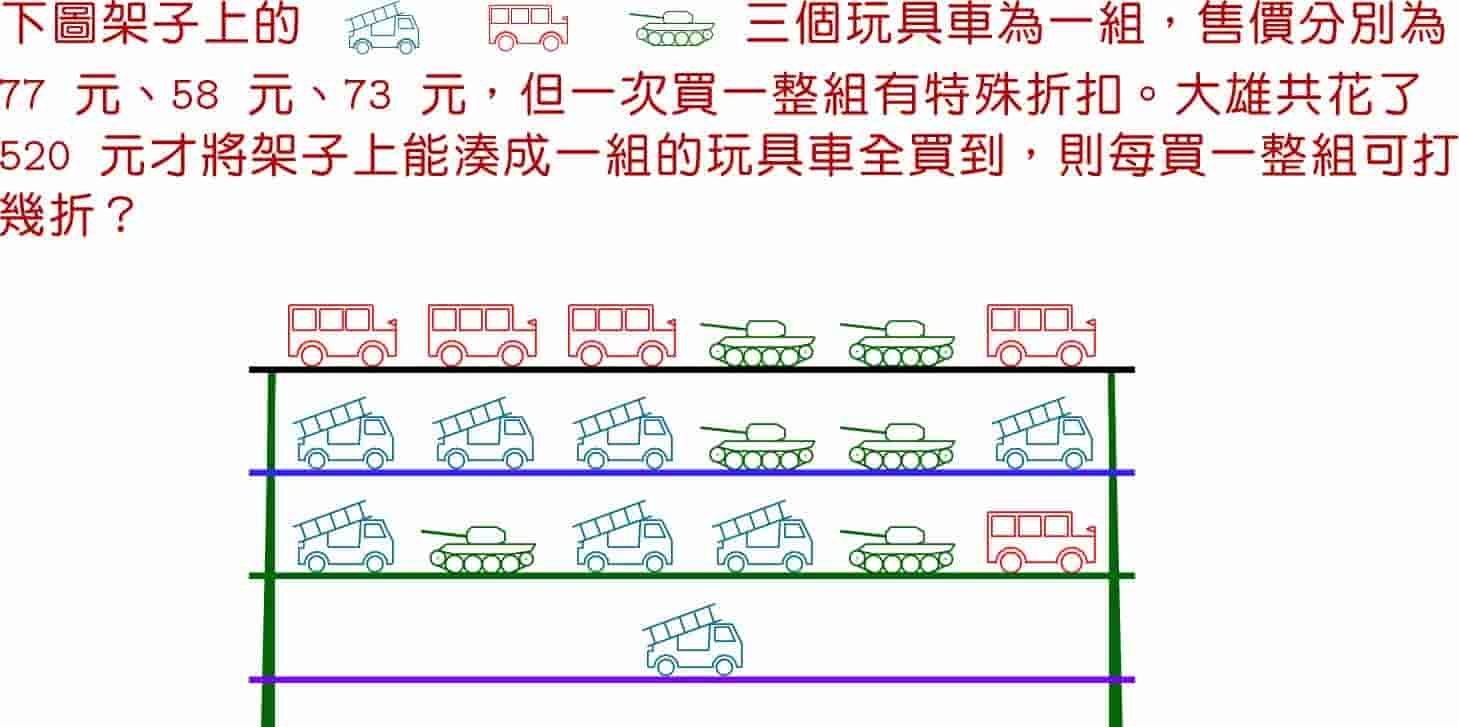 下圖架子上的 三個玩具車為一組，售價分別為
77 元、58 元、73 元，但一次買一整組有特殊折扣。大雄共花了
520 元才將架子上能湊成一組的玩具車全買到，則每買一整組可打
幾折？